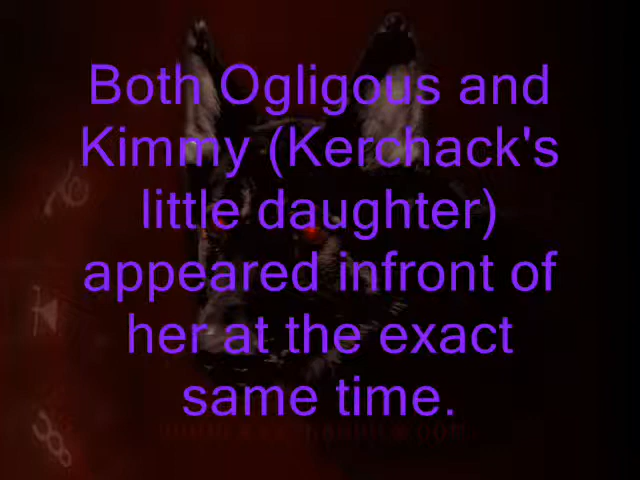 Both Ogligous and
Kimmy (Kerchack's
little daughter)
appeared infront of
her at the exact
same time.